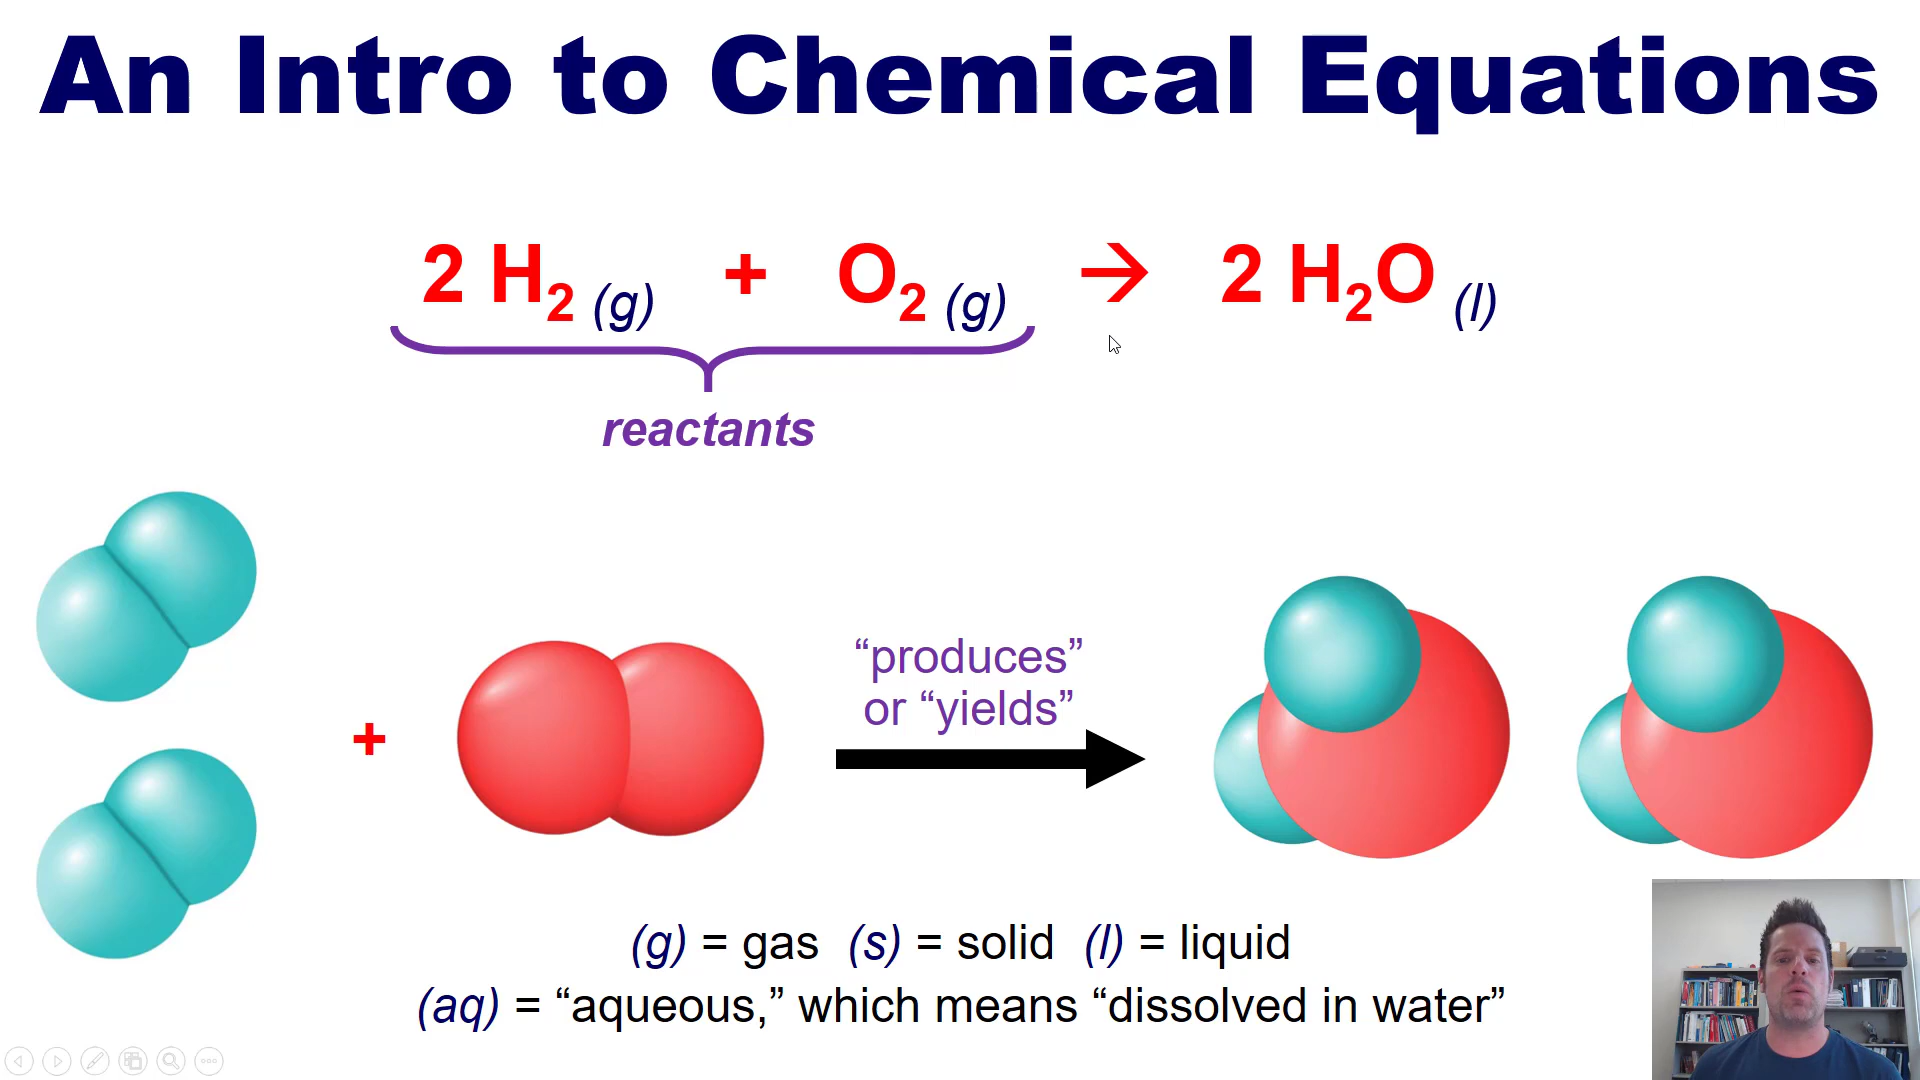 An Intro to Chemical Equations
2 H₂ (g) + O₂ (g) → 2 H₂O (l)
reactants
“produces”
or “yields”
+
(g) = gas (s) = solid (l) = liquid
(aq) = “aqueous,” which means “dissolved in water”